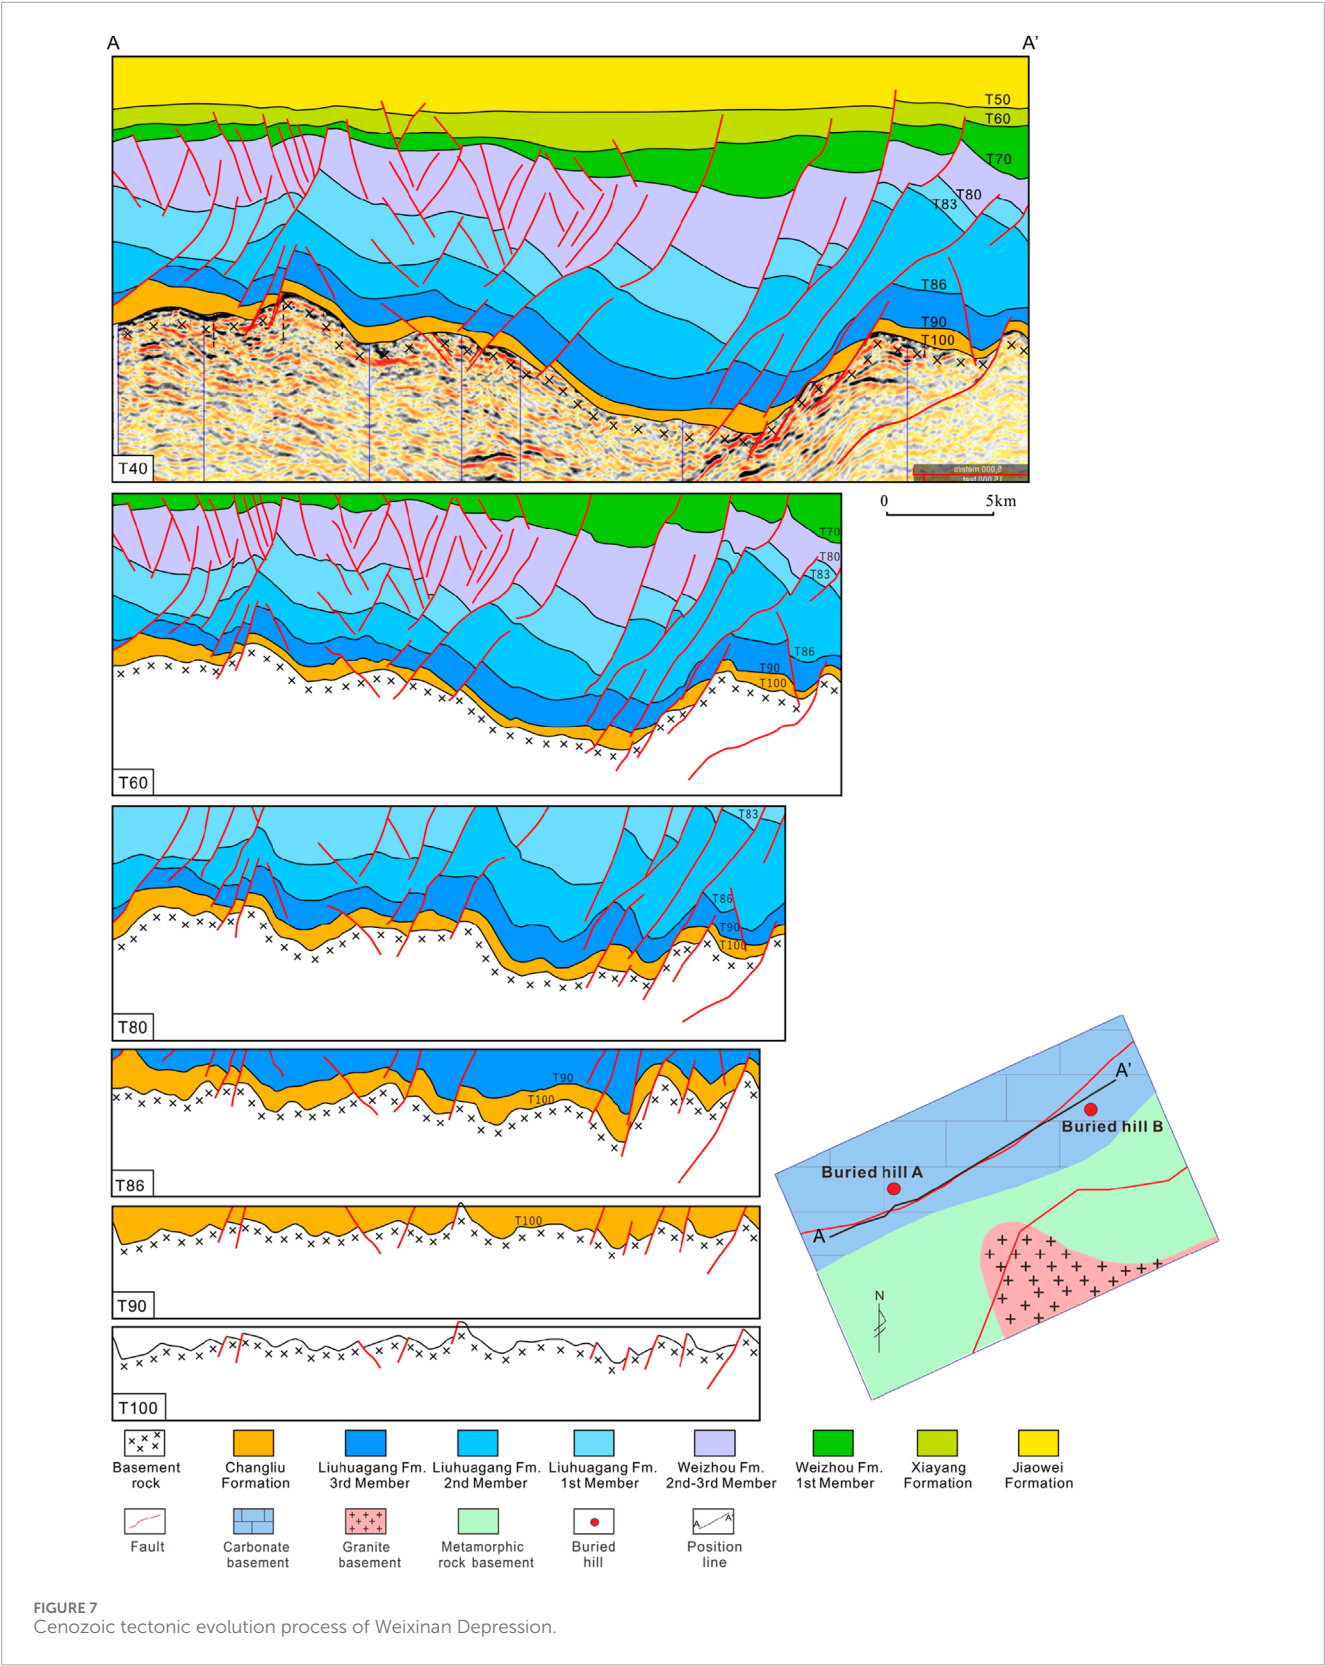 A A'
T50
T60
T70
T80
T83
T86
T90
T100
T40
0 5km
T70
T80
T83
T86
T90
T100
T60
T83
T86
T90
T100
T80
T90
T100
T86
T100
T90
T100
A'
Buried hill B
Buried hill A
A
N
Basement rock
Changliu Formation
Liuhuagang Fm. 3rd Member
Liuhuagang Fm. 2nd Member
Liuhuagang Fm. 1st Member
Weizhou Fm. 2nd-3rd Member
Weizhou Fm. 1st Member
Xiayang Formation
Jiaowei Formation
A A'
Fault
Carbonate basement
Granite basement
Metamorphic rock basement
Buried hill
Position line
FIGURE 7
Cenozoic tectonic evolution process of Weixinan Depression.